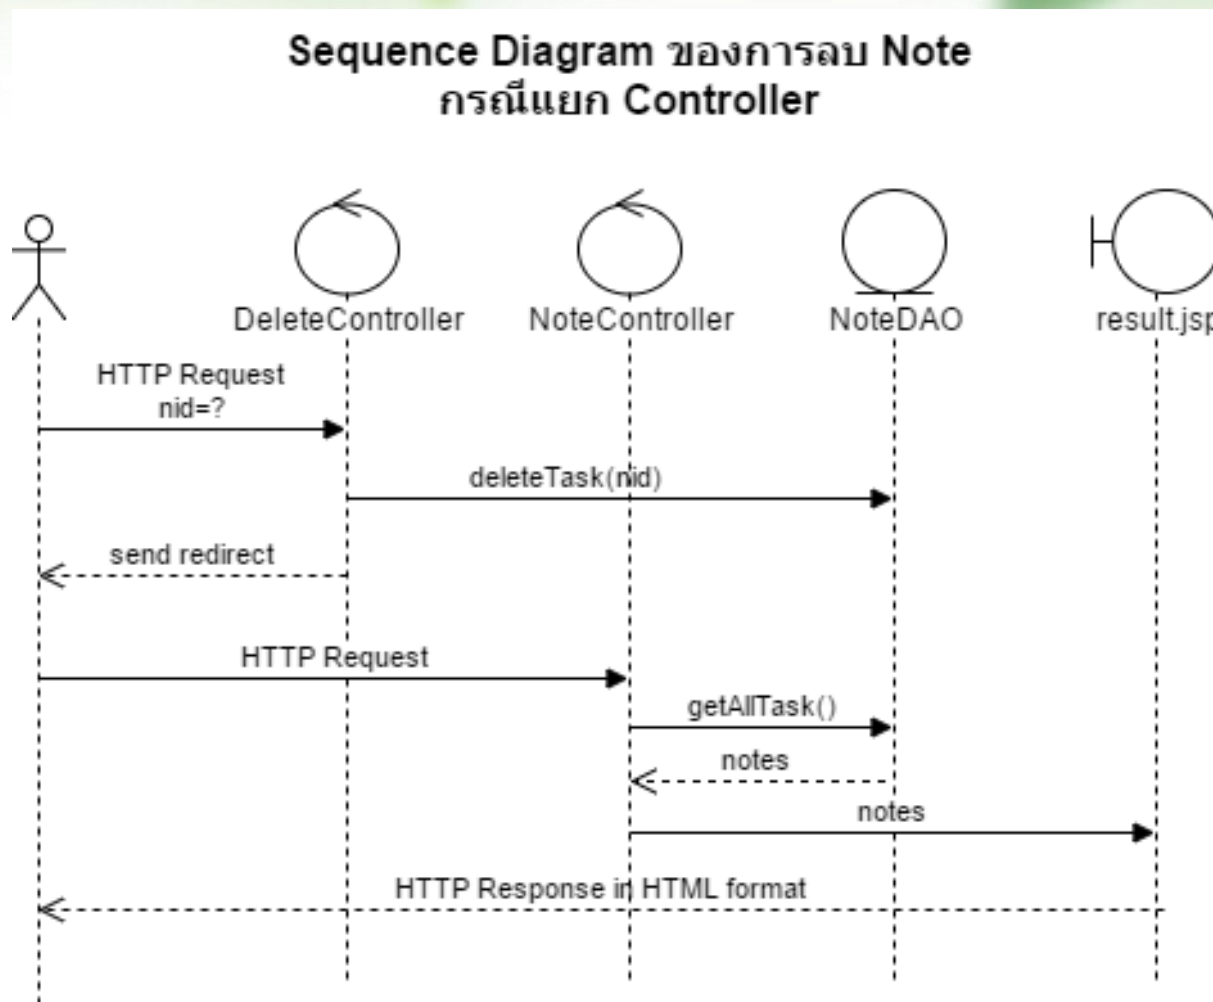 Sequence Diagram ของการลบ Note
กรณีแยก Controller
DeleteController
NoteController
NoteDAO
result.jsp
HTTP Request
nid=?
deleteTask(nid)
send redirect
HTTP Request
getAllTask()
notes
notes
HTTP Response in HTML format